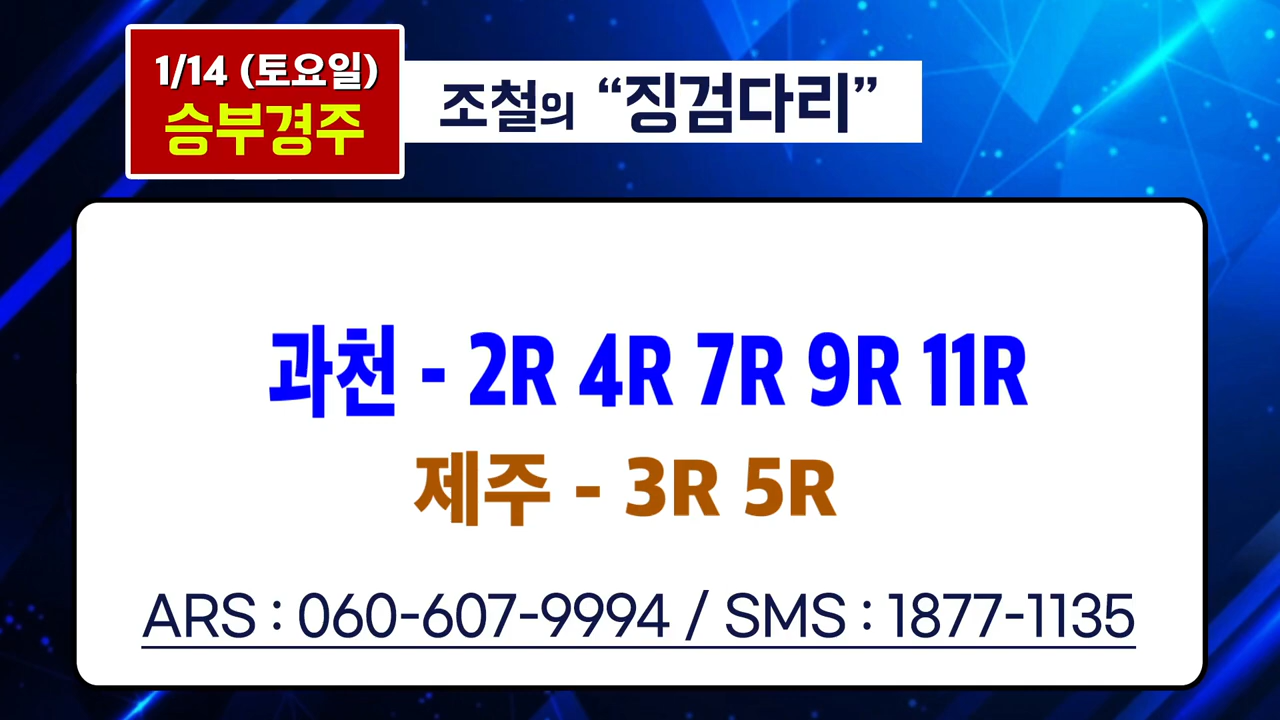 1/14 (토요일)
승부경주
조철의 “징검다리”
과천 - 2R 4R 7R 9R 11R
제주 - 3R 5R
ARS : 060-607-9994 / SMS : 1877-1135